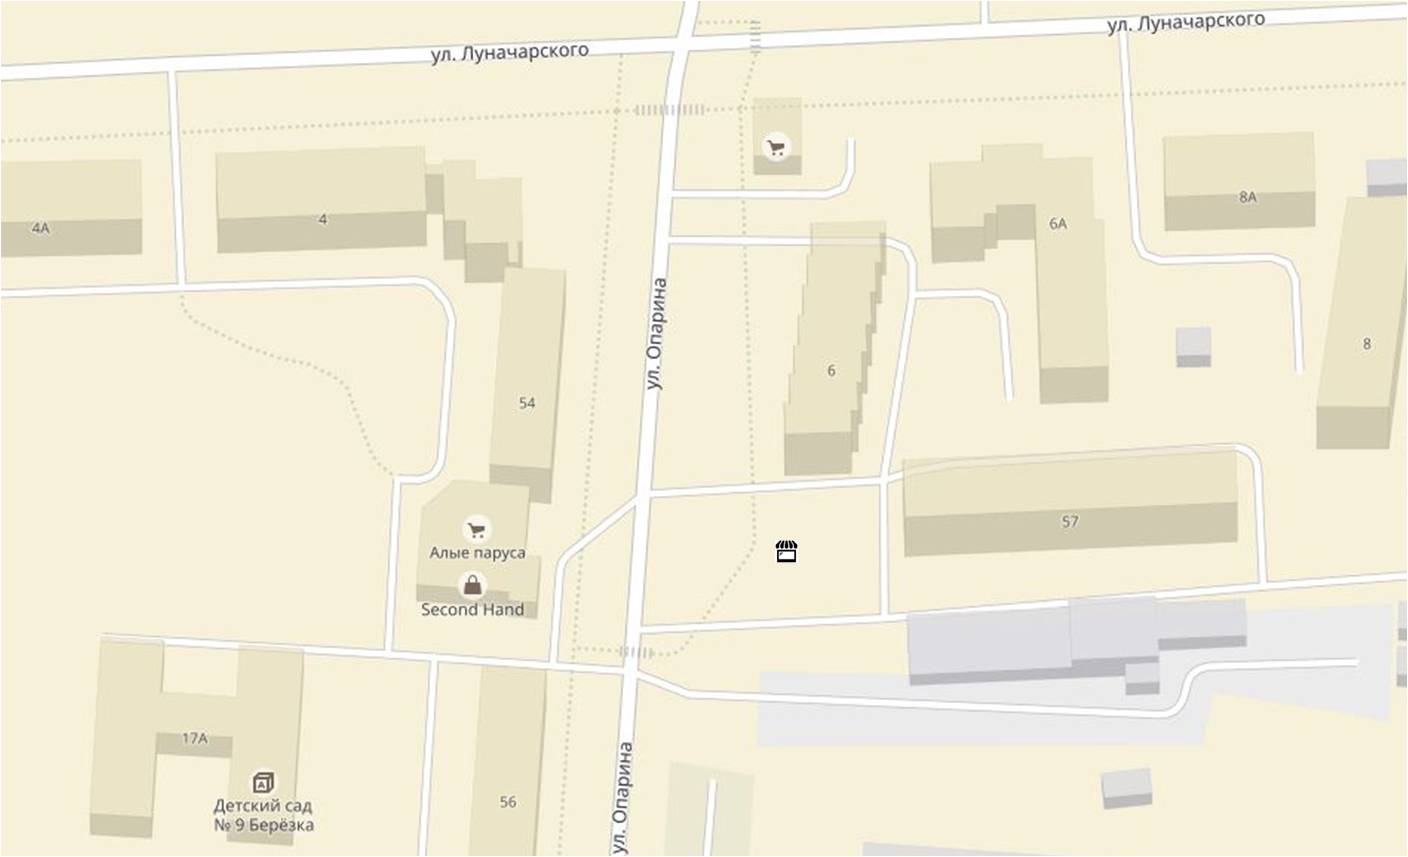 ул. Луначарского
ул. Луначарского
4А
4
6А
8А
ул. Опарина
6
8
54
57
Алые паруса
Second Hand
17А
Детский сад
№ 9 Берёзка
56
ул. Опарина